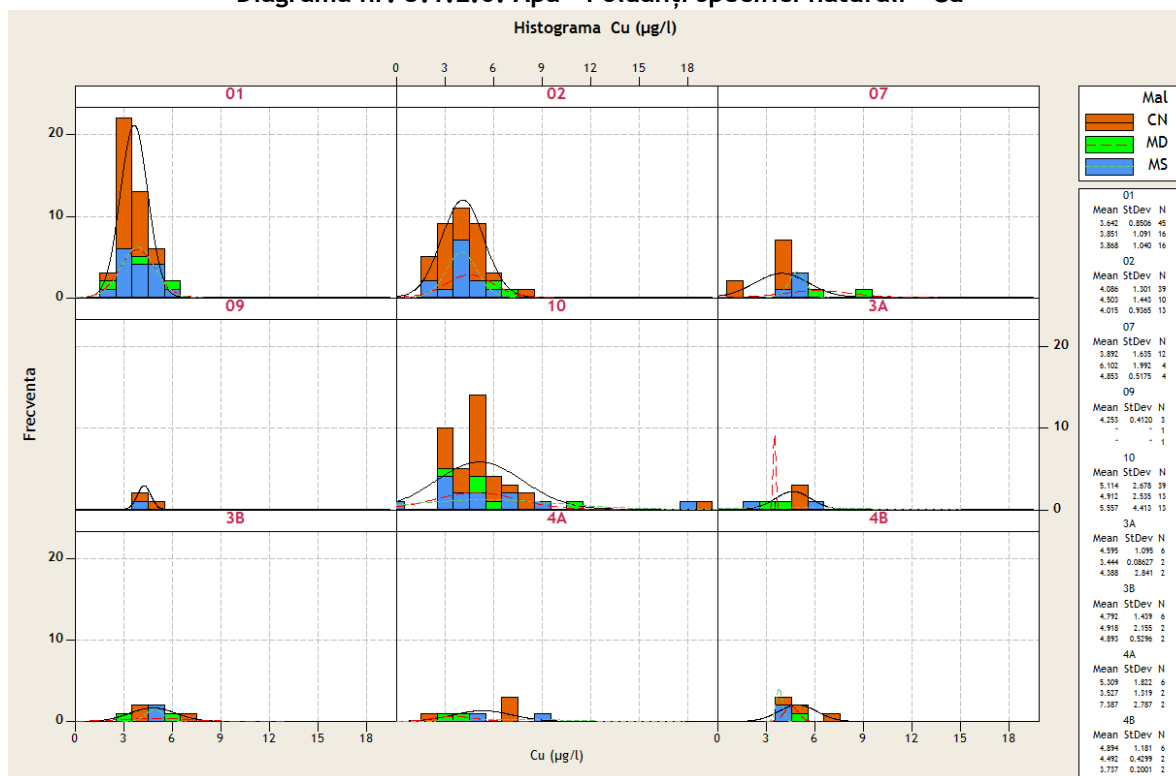 Diagrama nr. Apa - Poluanţi specifici naturali - Cu
Histograma Cu (µg/l)
0 3 6 9 12 15 18
01 02 07
20
10
0
09 10 3A
20
10
0
3B 4A 4B
20
10
0
0 3 6 9 12 15 18
0 3 6 9 12 15 18
Frecventa
Cu (µg/l)
Mal
CN
MD
MS
01
Mean StDev N
3.642 0.8506 45
3.851 1.091 16
3.868 1.040 16
02
Mean StDev N
4.086 1.301 39
4.503 1.443 10
4.015 0.9365 13
07
Mean StDev N
3.892 1.635 12
6.102 1.992 4
4.853 0.5175 4
09
Mean StDev N
4.253 0.4120 3
- - 1
- - 1
10
Mean StDev N
5.114 2.678 39
4.912 2.535 13
5.557 4.413 13
3A
Mean StDev N
4.595 1.095 6
3.444 0.08627 2
4.388 2.841 2
3B
Mean StDev N
4.792 1.439 6
4.918 2.155 2
4.893 0.5296 2
4A
Mean StDev N
5.309 1.822 6
3.527 1.319 2
7.387 2.787 2
4B
Mean StDev N
4.894 1.181 6
4.492 0.4299 2
3.737 0.2001 2